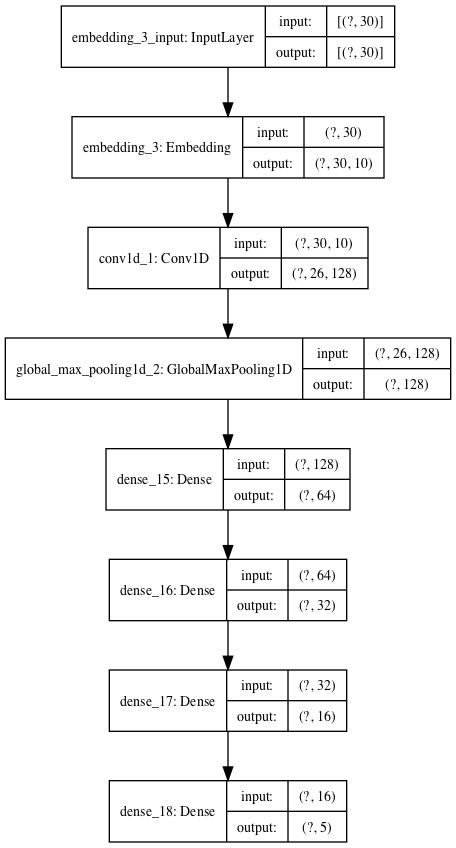 embedding_3_input: InputLayer
input: [(?, 30)]
output: [(?, 30)]
embedding_3: Embedding
input: (?, 30)
output: (?, 30, 10)
conv1d_1: Conv1D
input: (?, 30, 10)
output: (?, 26, 128)
global_max_pooling1d_2: GlobalMaxPooling1D
input: (?, 26, 128)
output: (?, 128)
dense_15: Dense
input: (?, 128)
output: (?, 64)
dense_16: Dense
input: (?, 64)
output: (?, 32)
dense_17: Dense
input: (?, 32)
output: (?, 16)
dense_18: Dense
input: (?, 16)
output: (?, 5)